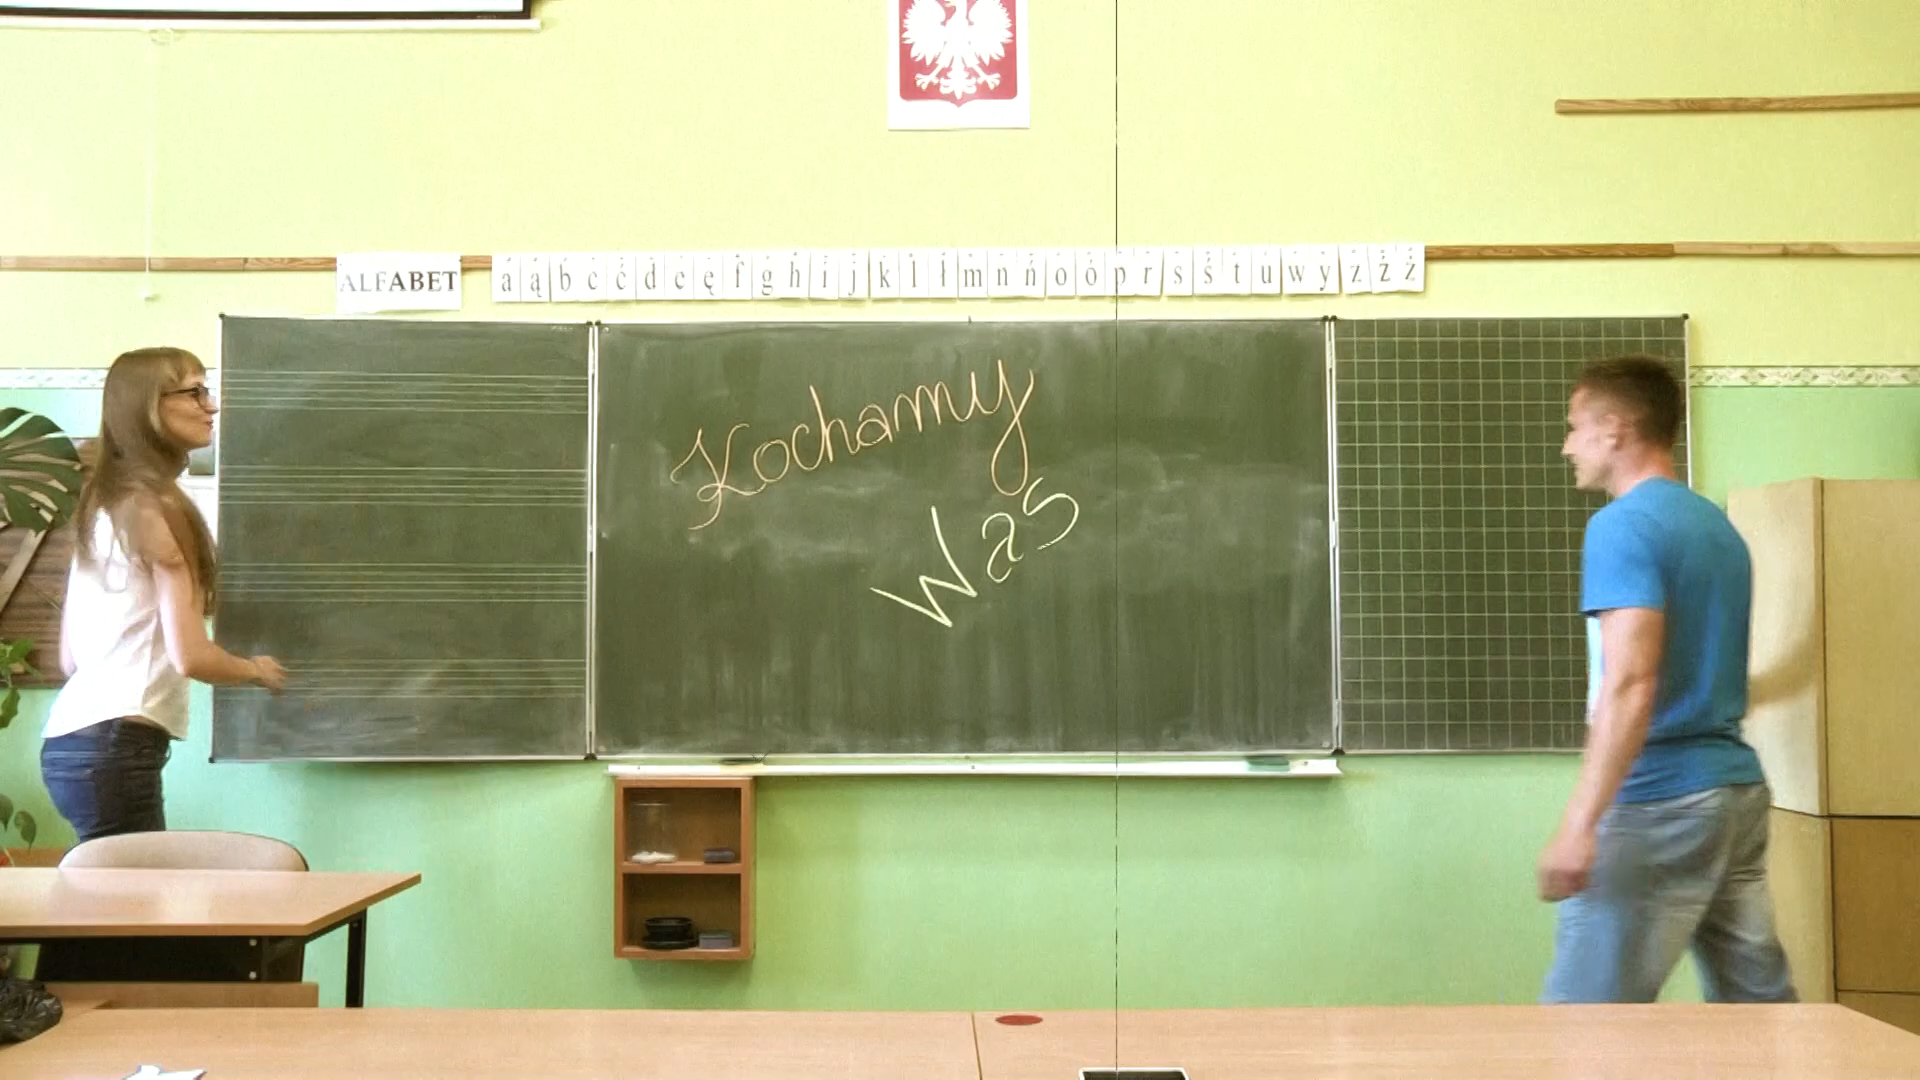 ALFABET a ą b c ć d e ę f g h i j k l ł m n ń o ó p r s ś t u w y z ź ż
Kochamy
Was